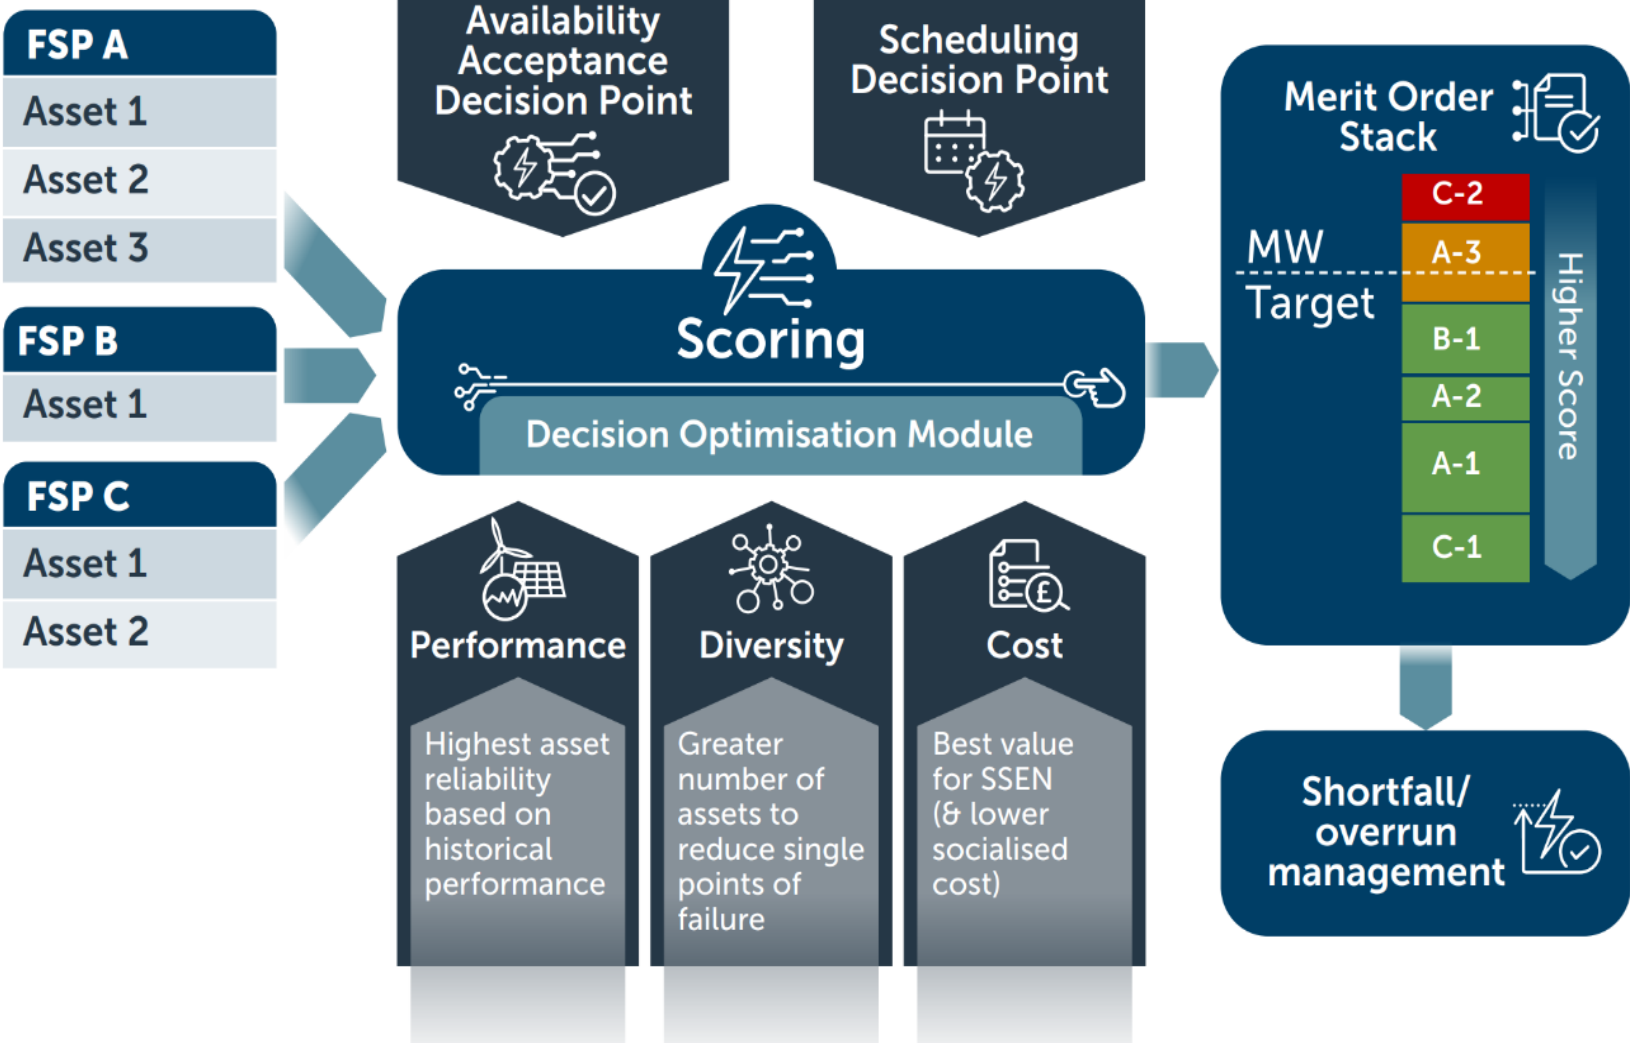 FSP A
Asset 1
Asset 2
Asset 3
FSP B
Asset 1
FSP C
Asset 1
Asset 2
Availability
Acceptance
Decision Point
Scheduling
Decision Point
Scoring
Decision Optimisation Module
Performance
Highest asset
reliability
based on
historical
performance
Diversity
Greater
number of
assets to
reduce single
points of
failure
Cost
£
Best value
for SSEN
(& lower
socialised
cost)
Merit Order
Stack
MW
Target
C-2
A-3
B-1
A-2
A-1
C-1
Higher Score
Shortfall/
overrun
management